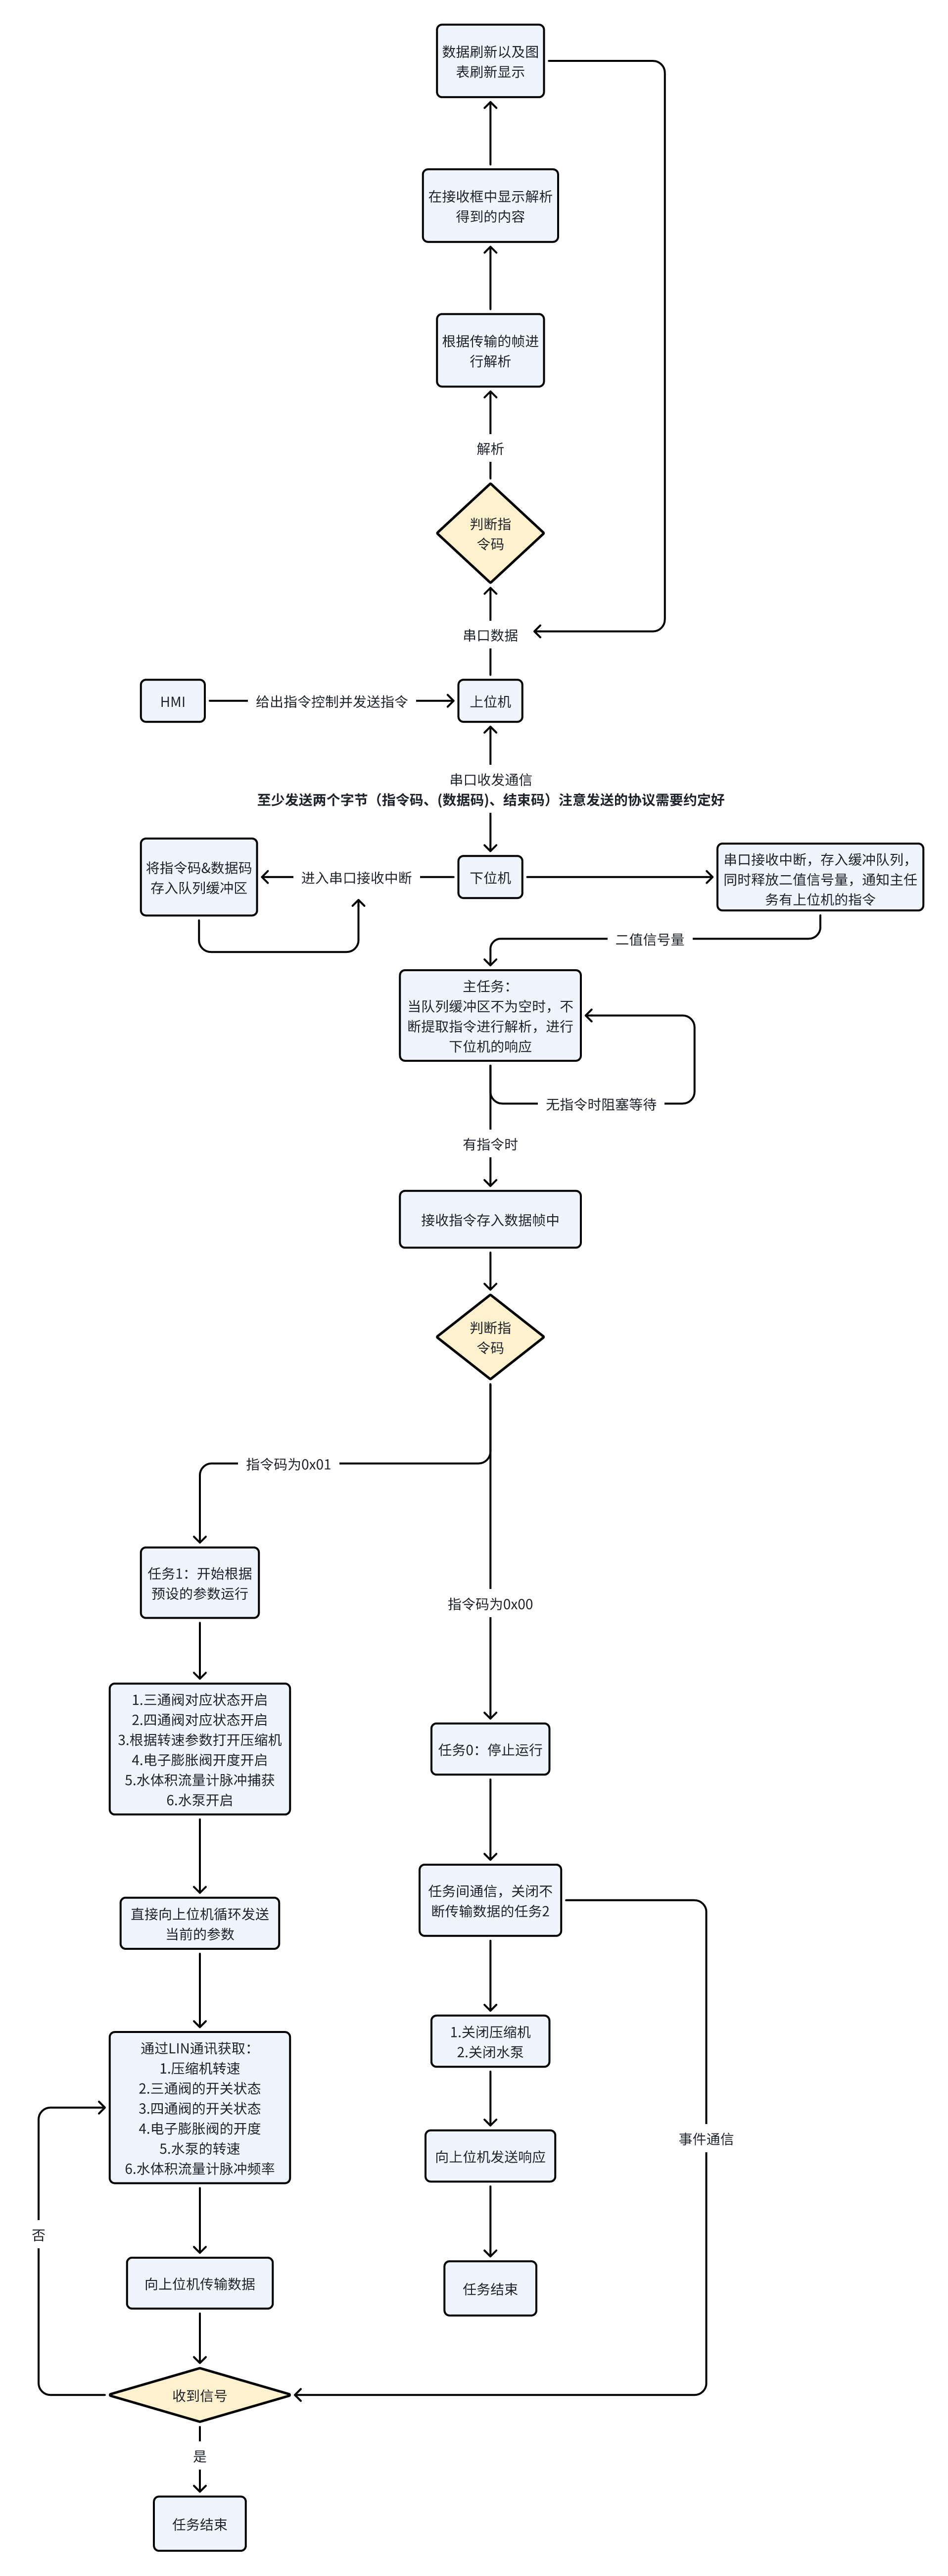 数据刷新以及图
表刷新显示
在接收框中显示解析
得到的内容
根据传输的帧进
行解析
解析
判断指
令码
串口数据
HMI
给出指令控制并发送指令
上位机
串口收发通信
至少发送两个字节（指令码、(数据码)、结束码）注意发送的协议需要约定好
将指令码&数据码
存入队列缓冲区
进入串口接收中断
下位机
串口接收中断，存入缓冲队列，
同时释放二值信号量，通知主任
务有上位机的指令
二值信号量
主任务：
当队列缓冲区不为空时，不
断提取指令进行解析，进行
下位机的响应
无指令时阻塞等待
有指令时
接收指令存入数据帧中
判断指
令码
指令码为0x01
任务1：开始根据
预设的参数运行
指令码为0x00
1.三通阀对应状态开启
2.四通阀对应状态开启
3.根据转速参数打开压缩机
4.电子膨胀阀开度开启
5.水体积流量计脉冲捕获
6.水泵开启
任务0：停止运行
直接向上位机循环发送
当前的参数
任务间通信，关闭不
断传输数据的任务2
通过LIN通讯获取：
1.压缩机转速
2.三通阀的开关状态
3.四通阀的开关状态
4.电子膨胀阀的开度
5.水泵的转速
6.水体积流量计脉冲频率
1.关闭压缩机
2.关闭水泵
事件通信
向上位机发送响应
否
向上位机传输数据
任务结束
收到信号
是
任务结束